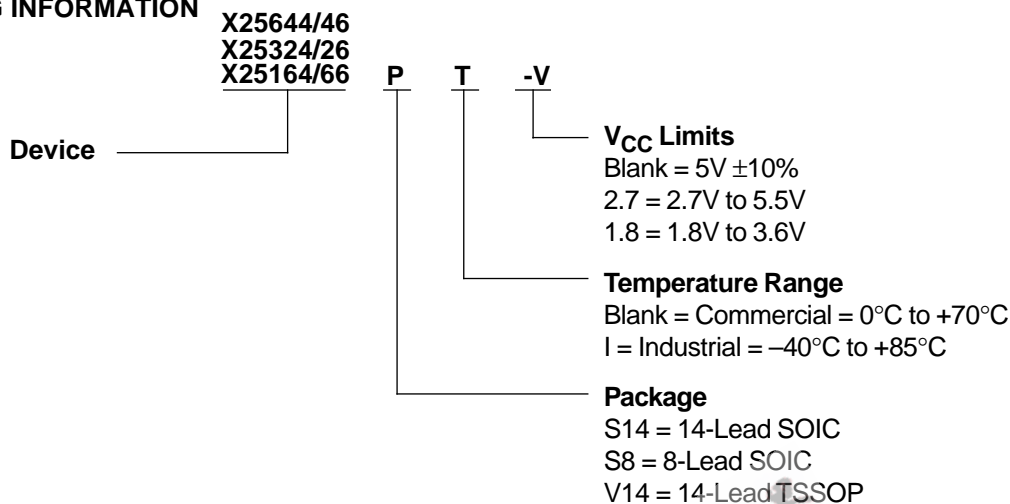 INFORMATION
X25644/46
X25324/26
X25164/66 P T -V
Device
VCC Limits
Blank = 5V ±10%
2.7 = 2.7V to 5.5V
1.8 = 1.8V to 3.6V
Temperature Range
Blank = Commercial = 0°C to +70°C
I = Industrial = –40°C to +85°C
Package
S14 = 14-Lead SOIC
S8 = 8-Lead SOIC
V14 = 14-Lead TSSOP